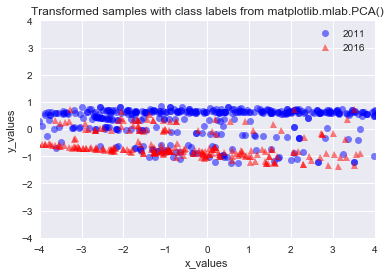 Transformed samples with class labels from matplotlib.mlab.PCA()
4
3
2
1
0
−1
−2
−3
−4
y_values
2011
2016
−4 −3 −2 −1 0 1 2 3 4
x_values